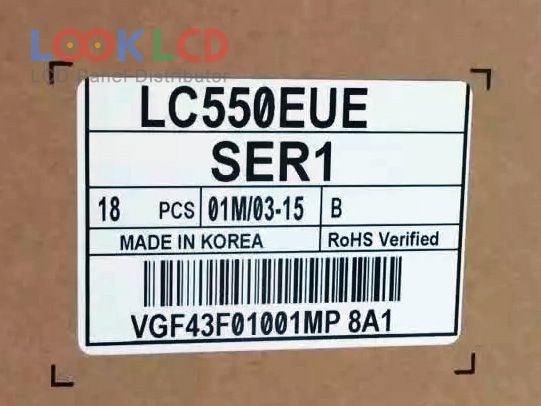 LOOKLCD
LCD Panel Distributor
LC550EUE
SER1
18 PCS 01M/03-15 B
MADE IN KOREA RoHS Verified
VGF43F01001MP 8A1